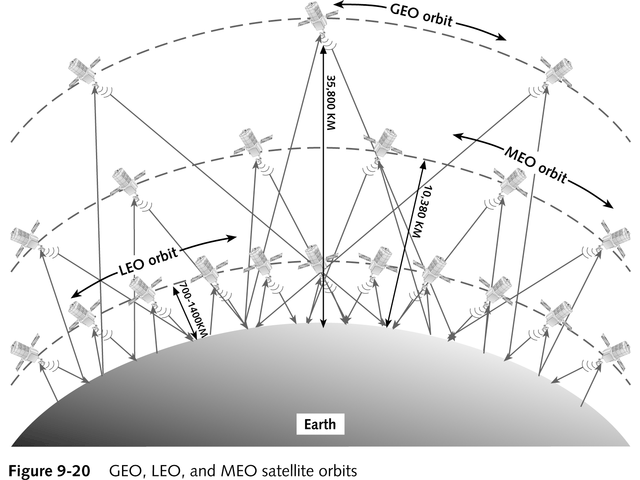 GEO orbit
35,800 KM
MEO orbit
10,380 KM
LEO orbit
700-1400KM
Earth
Figure 9-20 GEO, LEO, and MEO satellite orbits